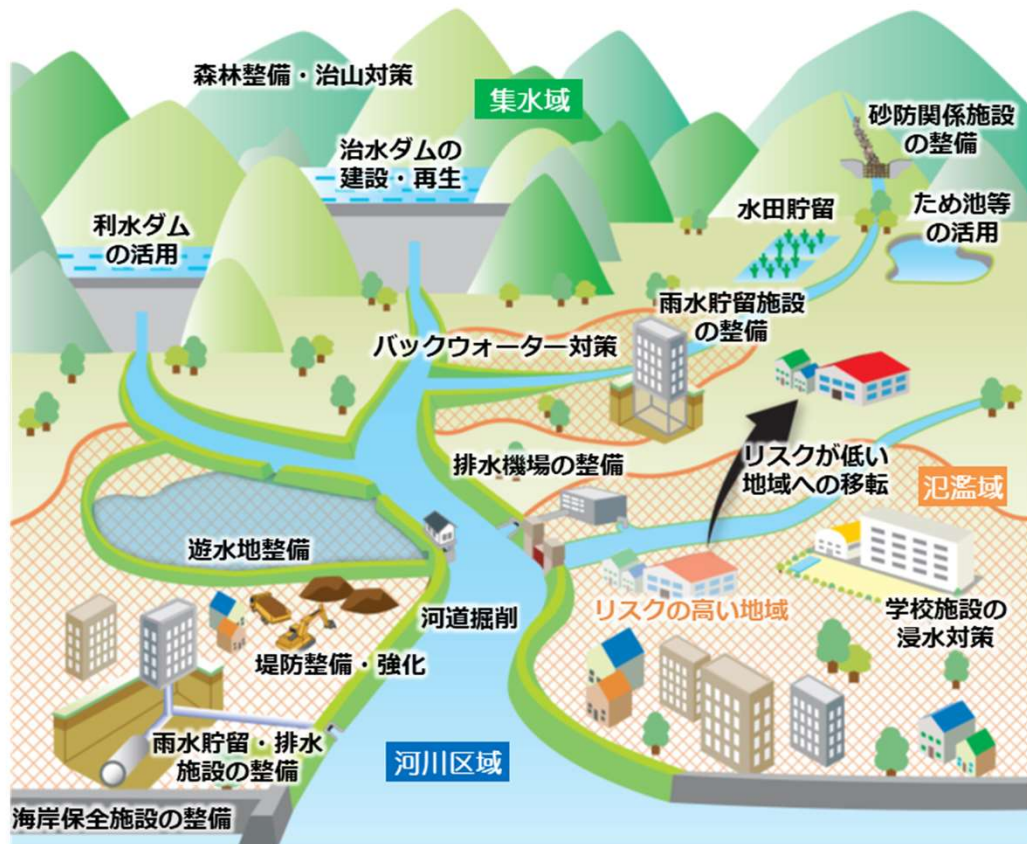 森林整備・治山対策
集水域
砂防関係施設
の整備
治水ダムの
建設・再生
水田貯留
ため池等
の活用
利水ダム
の活用
雨水貯留施設
の整備
バックウォーター対策
排水機場の整備
リスクが低い
地域への移転
氾濫域
遊水地整備
リスクの高い地域
学校施設の
浸水対策
河道掘削
堤防整備・強化
雨水貯留・排水
施設の整備
河川区域
海岸保全施設の整備